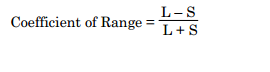 Coefficient of Range = (L – S) / (L + S)